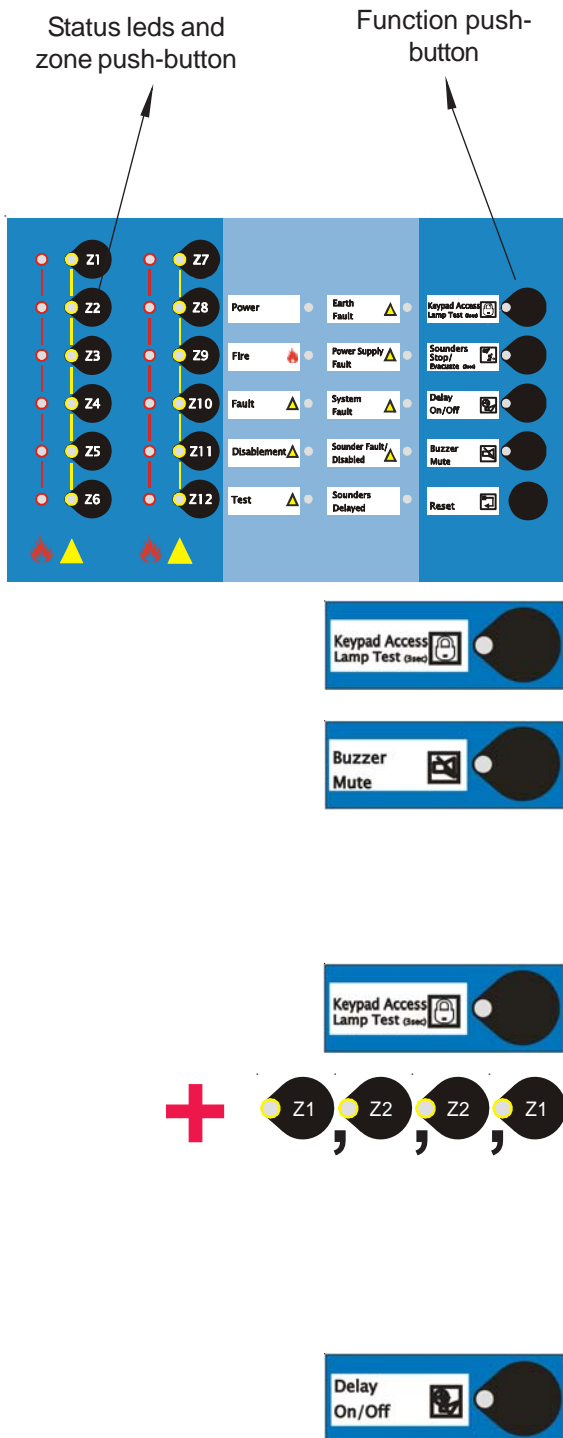 Status leds and
zone push-button
Function push-
button
Z1
Z2
Z3
Z4
Z5
Z6
Z7
Z8
Z9
Z10
Z11
Z12
Power
Fire
Fault
Disablement
Test
Earth
Fault
Power Supply
Fault
System
Fault
Sounder Fault/
Disabled
Sounders
Delayed
Keypad Access
Lamp Test (3sec)
Sounders
Stop/
Evacuate (3sec)
Delay
On/Off
Buzzer
Mute
Reset
Keypad Access
Lamp Test (3sec)
Buzzer
Mute
Keypad Access
Lamp Test (3sec)
+ Z1 , Z2 , Z2 , Z1
Delay
On/Off